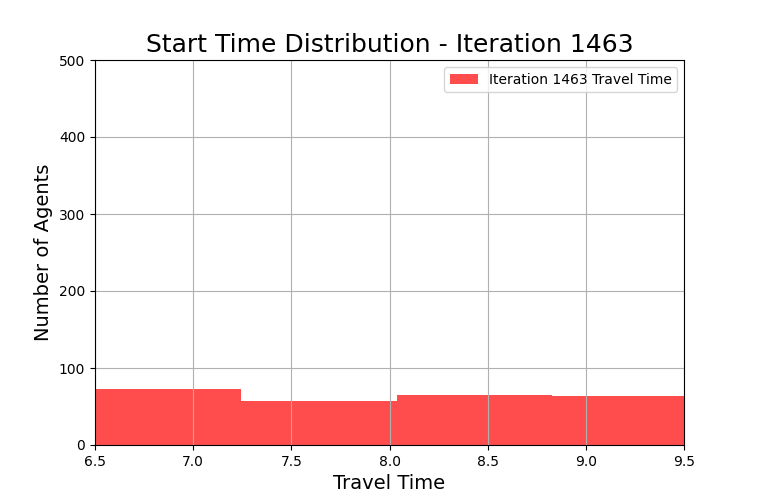 Start Time Distribution - Iteration 1463
500
Iteration 1463 Travel Time
400
300
200
100
0
Number of Agents
6.5 7.0 7.5 8.0 8.5 9.0 9.5
Travel Time